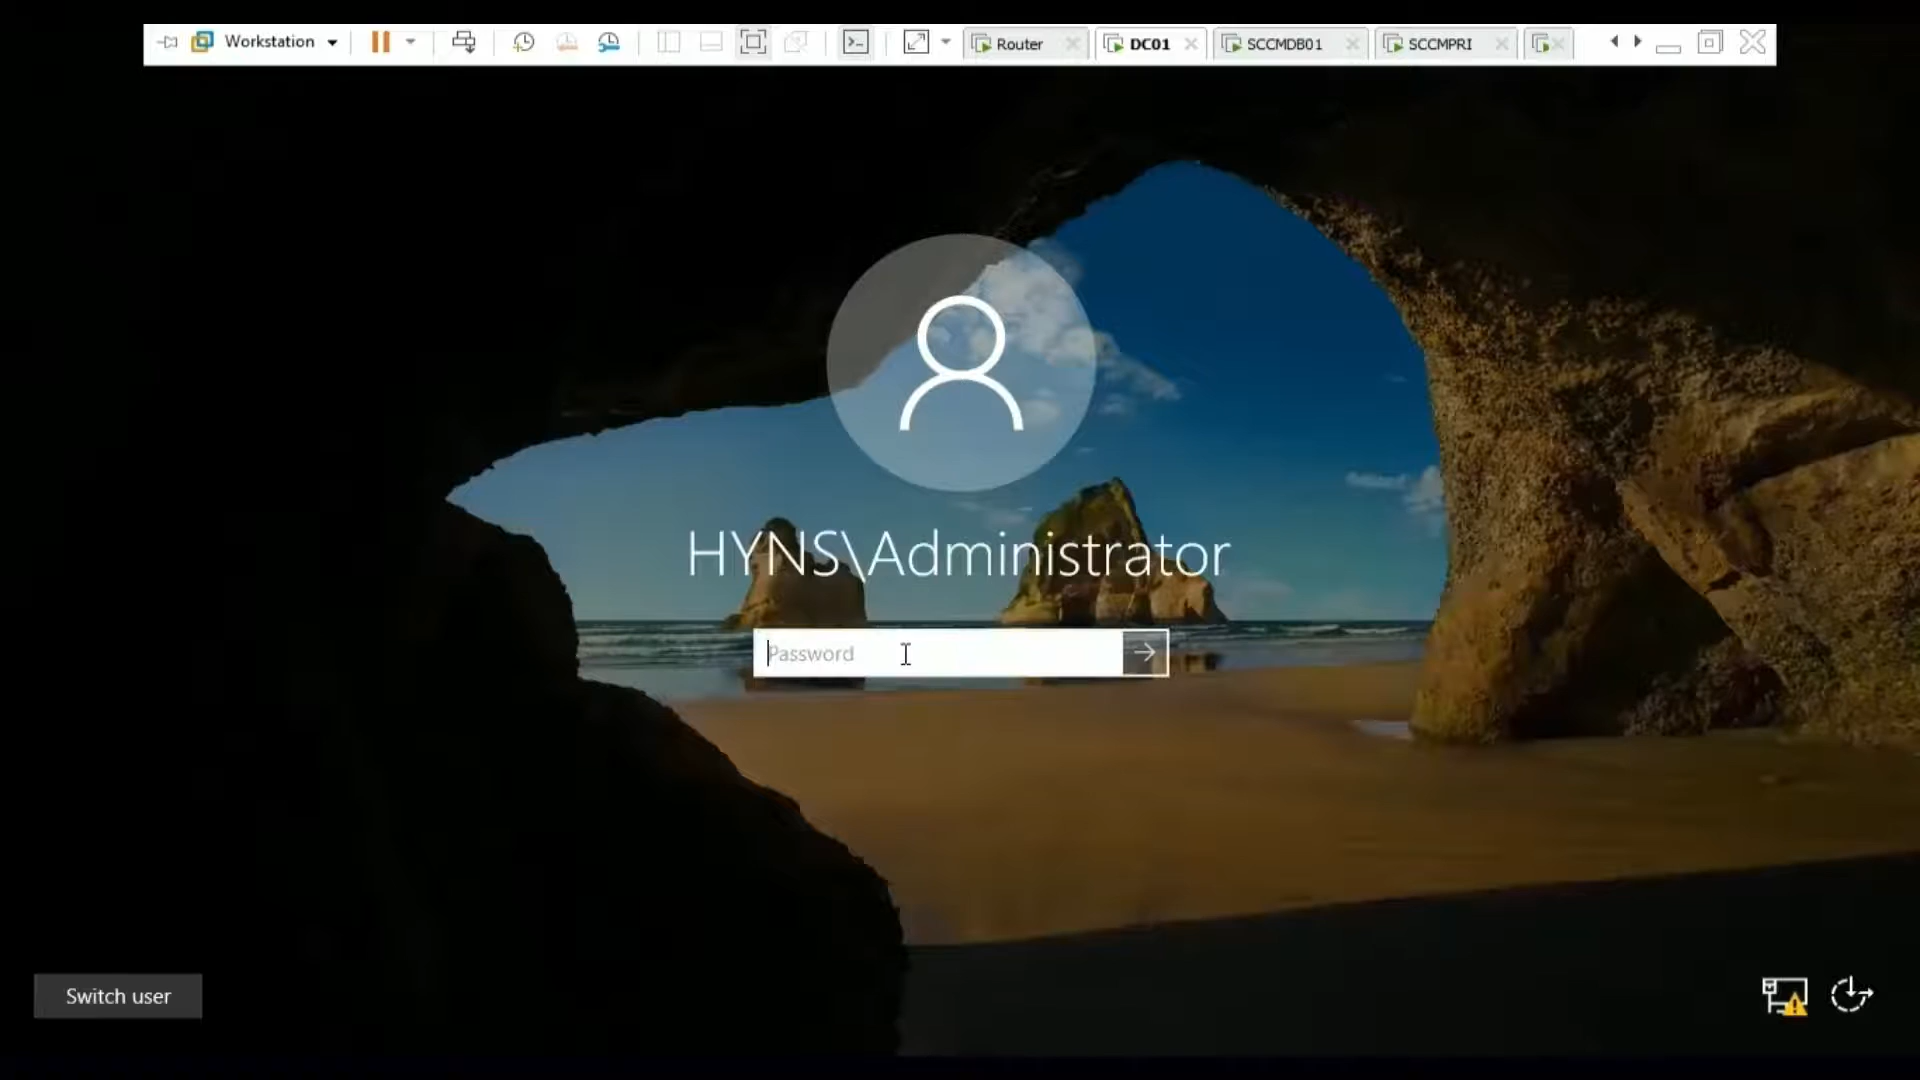 Workstation
Router
DC01
SCCMDB01
SCCMPRI
HYNS\Administrator
Password
Switch user